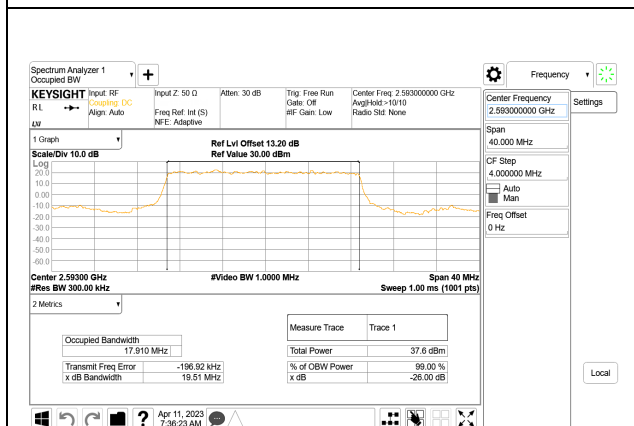 Spectrum Analyzer 1
Occupied BW
+
Frequency
KEYSIGHT
RL
LXI
Input: RF
Coupling: DC
Align: Auto
Input Z: 50 Ω
Freq Ref: Int (S)
NFE: Adaptive
Atten: 30 dB
Trig: Free Run
Gate: Off
#IF Gain: Low
Center Freq: 2.593000000 GHz
Avg|Hold:>10/10
Radio Std: None
Center Frequency
2.593000000 GHz
Settings
Span
40.000 MHz
CF Step
4.000000 MHz
Auto
Man
Freq Offset
0 Hz
Local
1 Graph
Scale/Div 10.0 dB
Ref Lvl Offset 13.20 dB
Ref Value 30.00 dBm
Log
20.0
10.0
0.00
-10.0
-20.0
-30.0
-40.0
-50.0
-60.0
Center 2.59300 GHz
#Video BW 1.0000 MHz
Span 40 MHz
#Res BW 300.00 kHz
Sweep 1.00 ms (1001 pts)
2 Metrics
Measure Trace
Trace 1
Occupied Bandwidth
17.910 MHz
Total Power
37.6 dBm
Transmit Freq Error
-196.92 kHz
% of OBW Power
99.00 %
x dB Bandwidth
19.51 MHz
x dB
-26.00 dB
?
Apr 11, 2023
7:36:23 AM